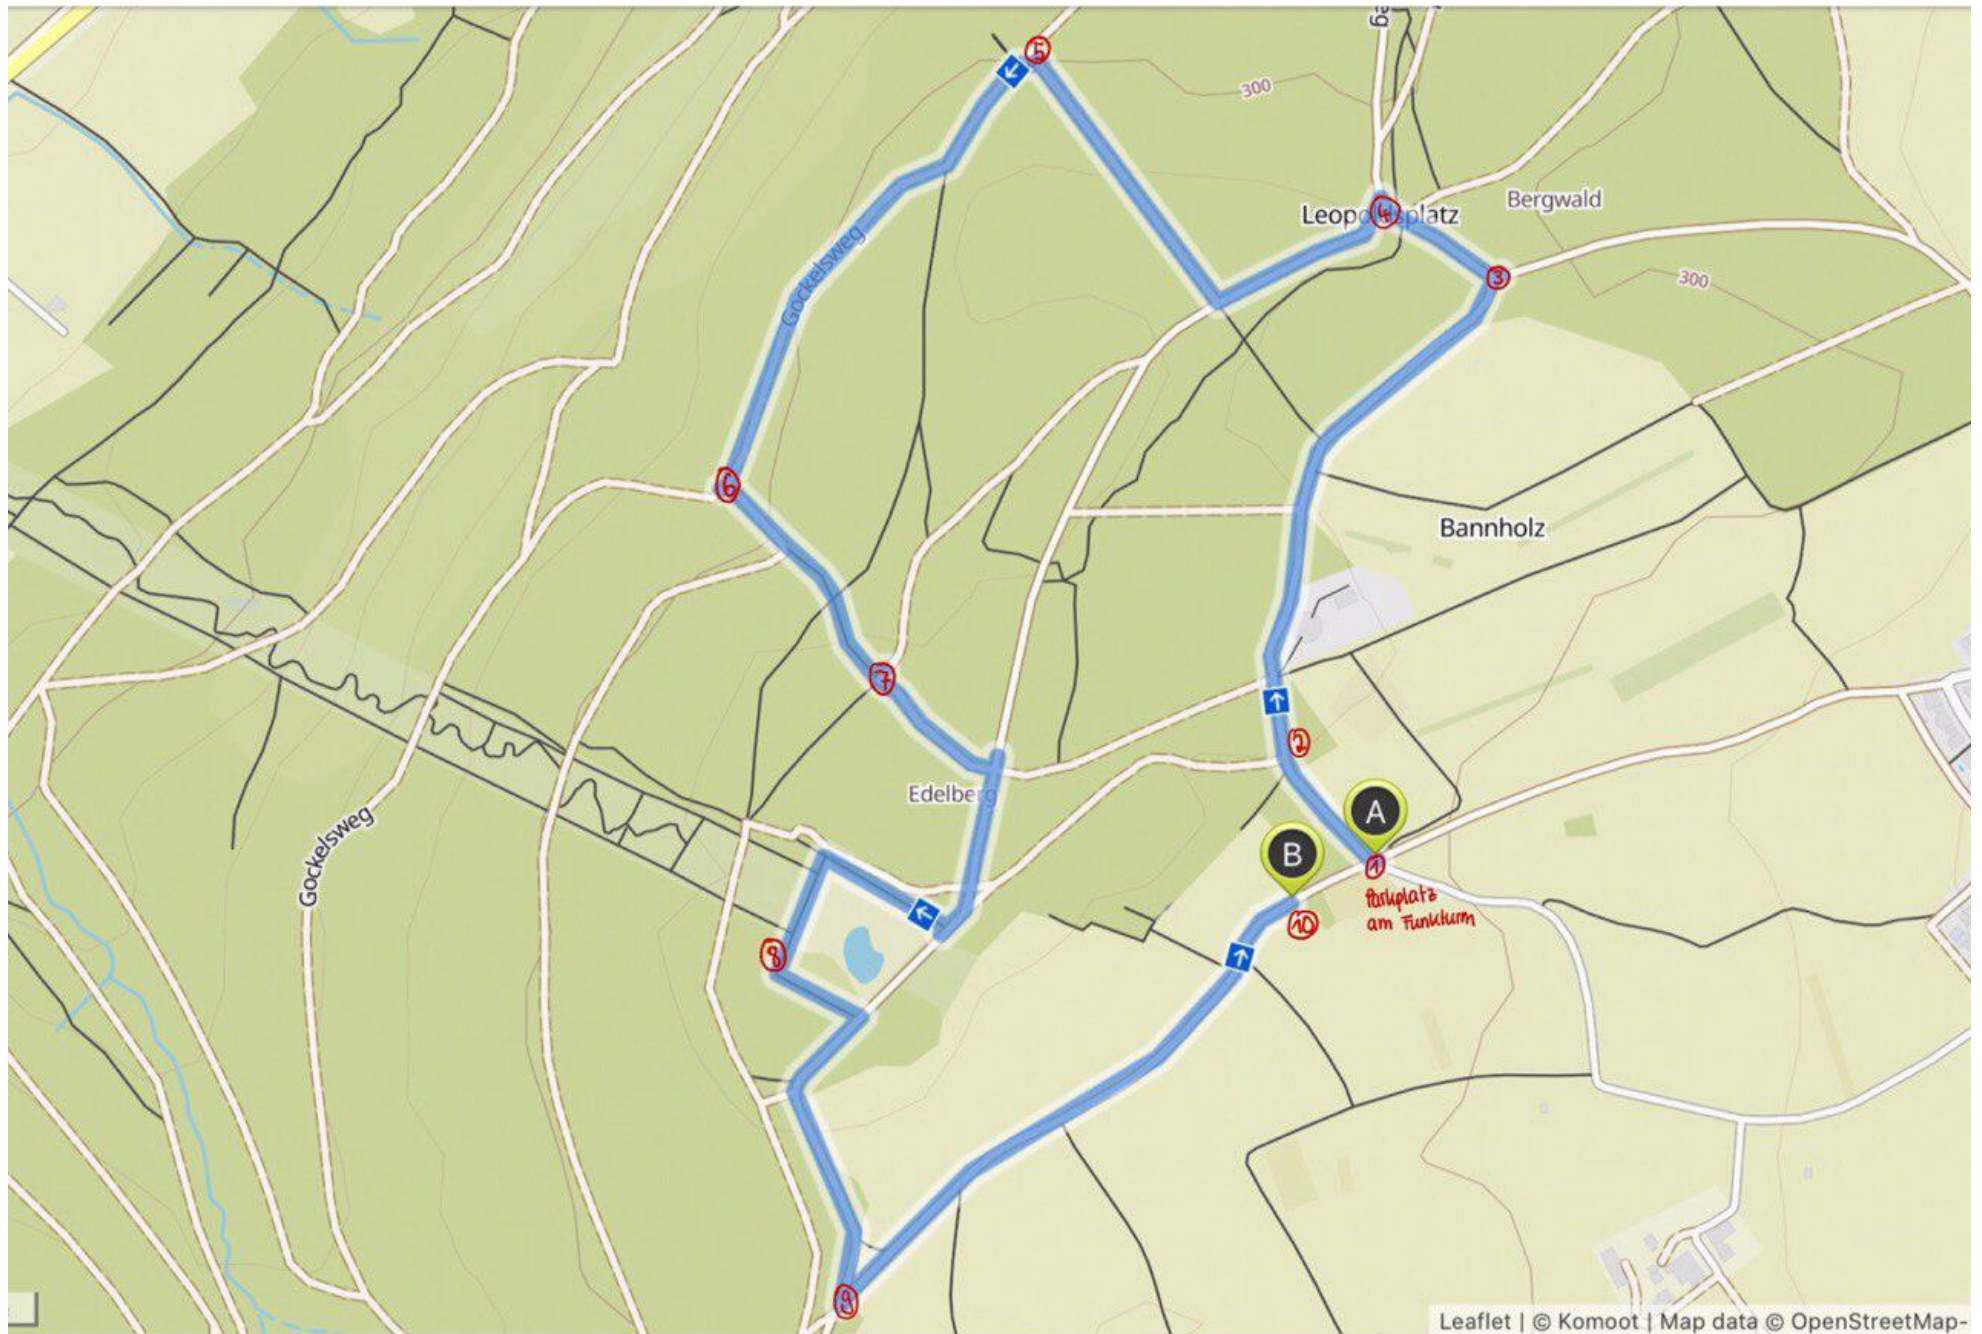 5
300
Leopoldsplatz
4
Bergwald
3
300
Gockelsweg
6
Bannholz
7
2
Edelberg
A
B
1
Parkplatz
am Funkturm
10
Gockelsweg
8
9
Leaflet | © Komoot | Map data © OpenStreetMap-